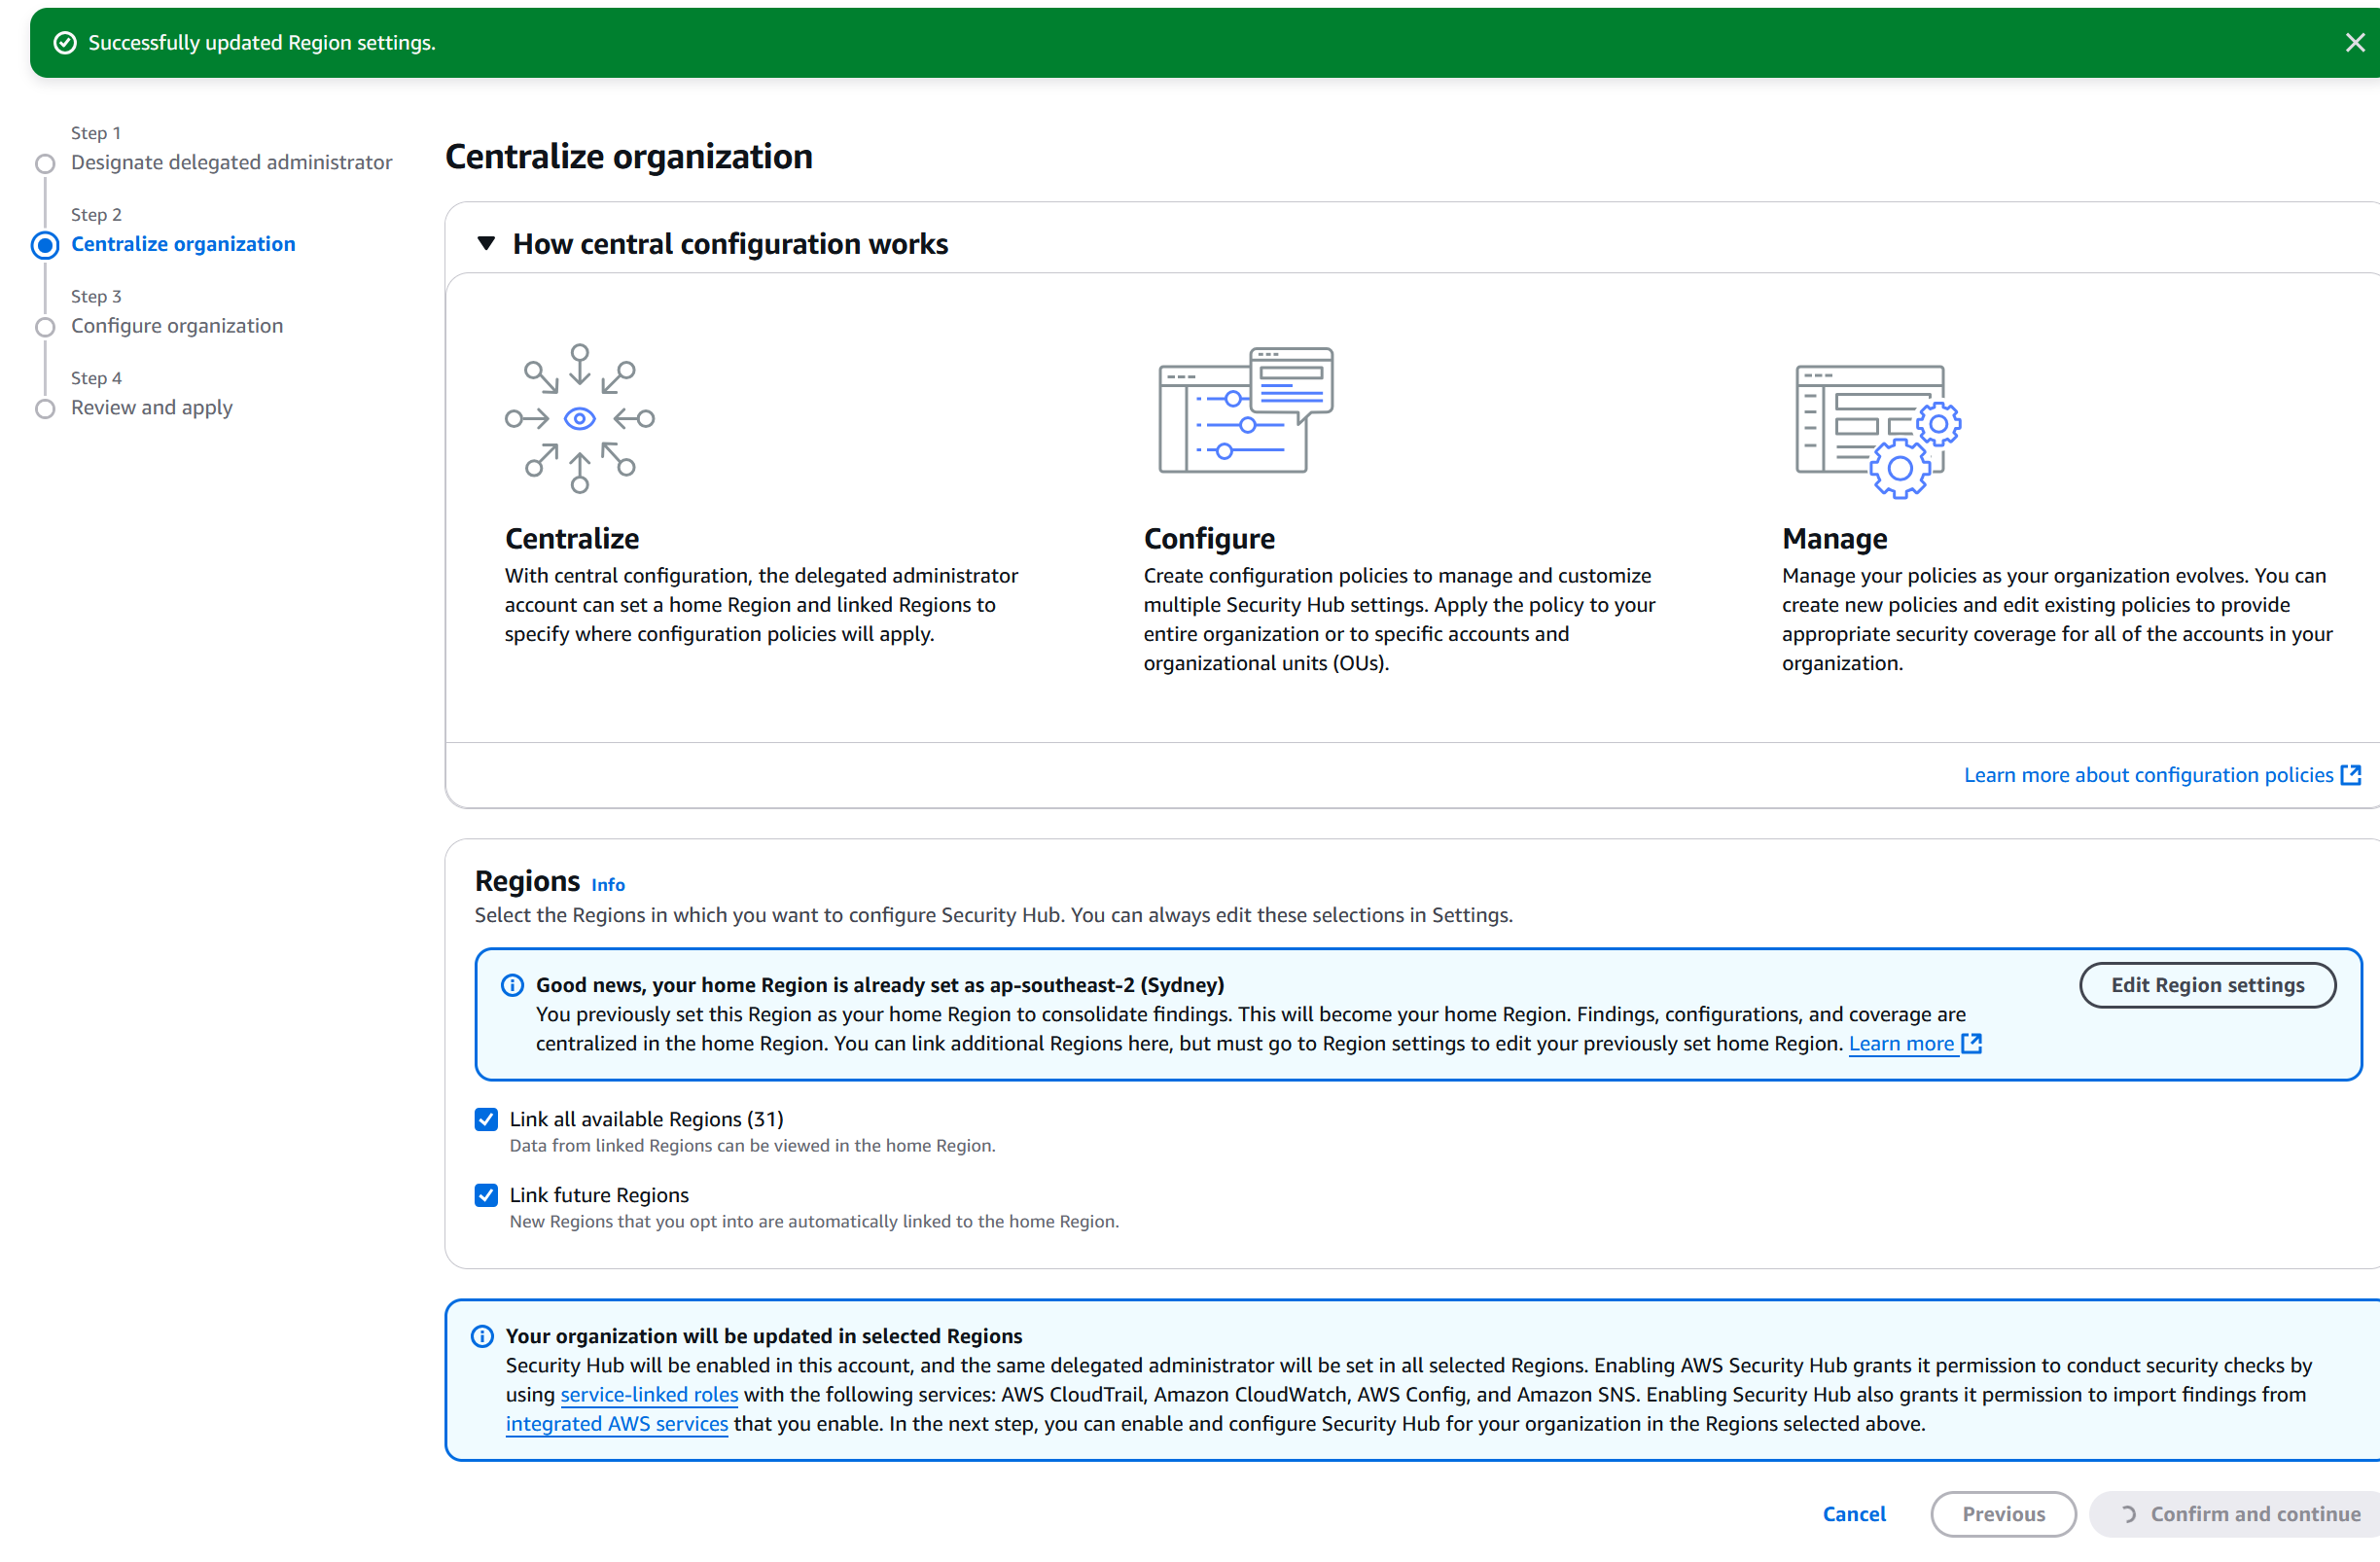 Successfully updated Region settings.
Step 1
Designate delegated administrator
Step 2
Centralize organization
Step 3
Configure organization
Step 4
Review and apply
Centralize organization
How central configuration works
Centralize
With central configuration, the delegated administrator
account can set a home Region and linked Regions to
specify where configuration policies will apply.
Configure
Create configuration policies to manage and customize
multiple Security Hub settings. Apply the policy to your
entire organization or to specific accounts and
organizational units (OUs).
Manage
Manage your policies as your organization evolves. You can
create new policies and edit existing policies to provide
appropriate security coverage for all of the accounts in your
organization.
Learn more about configuration policies
Regions Info
Select the Regions in which you want to configure Security Hub. You can always edit these selections in Settings.
Good news, your home Region is already set as ap-southeast-2 (Sydney)
You previously set this Region as your home Region to consolidate findings. This will become your home Region. Findings, configurations, and coverage are
centralized in the home Region. You can link additional Regions here, but must go to Region settings to edit your previously set home Region. Learn more
Edit Region settings
Link all available Regions (31)
Data from linked Regions can be viewed in the home Region.
Link future Regions
New Regions that you opt into are automatically linked to the home Region.
Your organization will be updated in selected Regions
Security Hub will be enabled in this account, and the same delegated administrator will be set in all selected Regions. Enabling AWS Security Hub grants it permission to conduct security checks by
using service-linked roles with the following services: AWS CloudTrail, Amazon CloudWatch, AWS Config, and Amazon SNS. Enabling Security Hub also grants it permission to import findings from
integrated AWS services that you enable. In the next step, you can enable and configure Security Hub for your organization in the Regions selected above.
Cancel
Previous
Confirm and continue